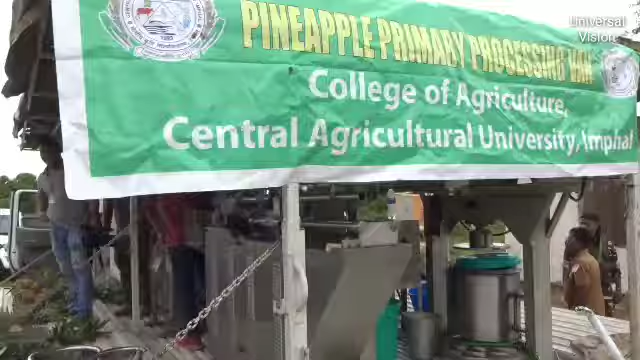 Universal
Vision
PINEAPPLE PRIMARY PROCESSING VAN
College of Agriculture,
Central Agricultural University, Imphal